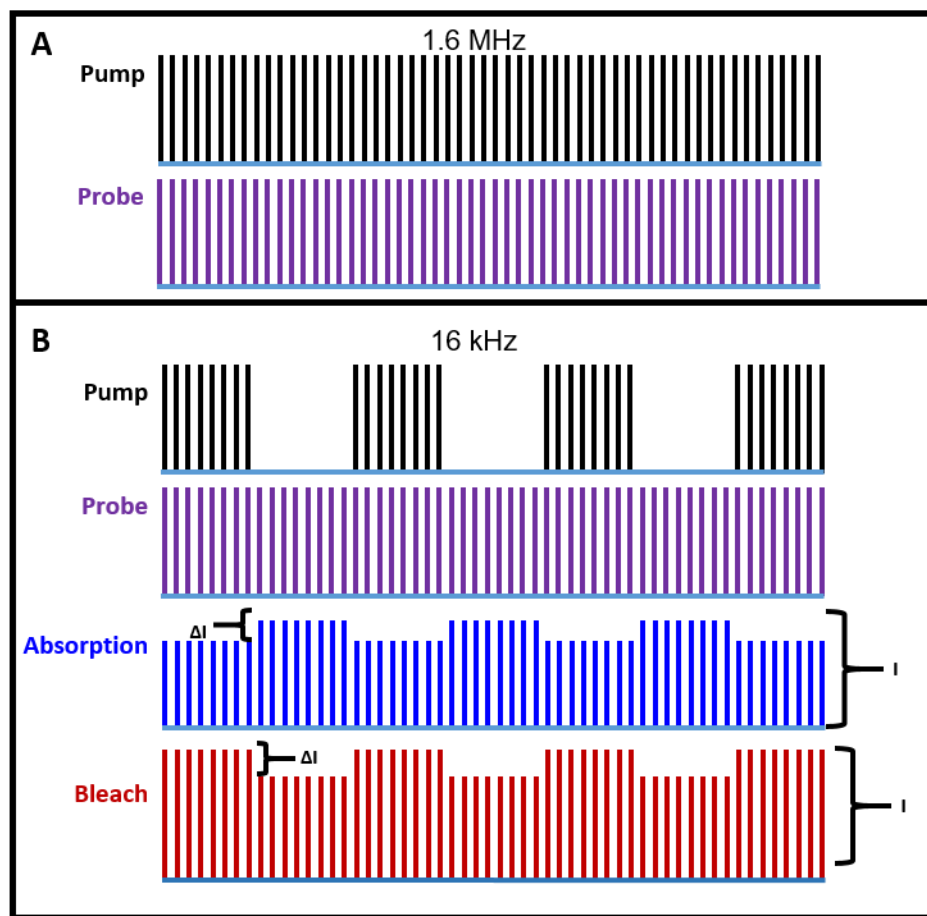 A
1.6 MHz
Pump
Probe
B
16 kHz
Pump
Probe
ΔI
Absorption
I
ΔI
Bleach
I